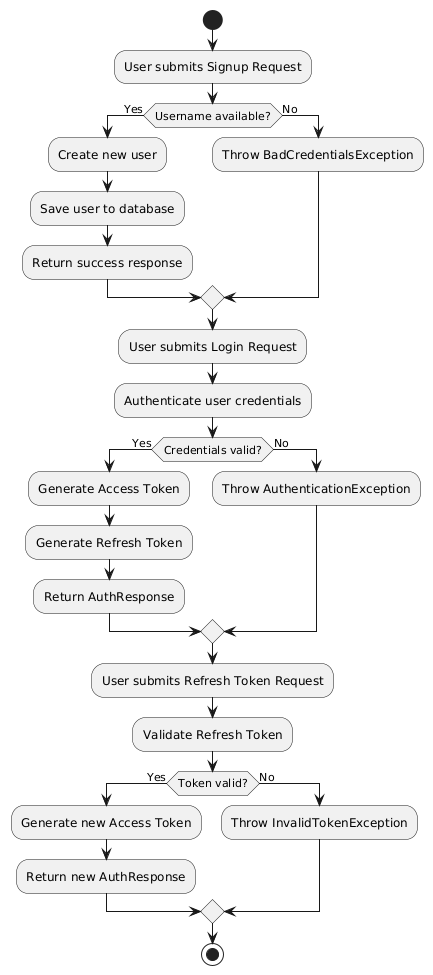 User submits Signup Request
Yes
Username available?
No
Create new user
Throw BadCredentialsException
Save user to database
Return success response
User submits Login Request
Authenticate user credentials
Yes
Credentials valid?
No
Generate Access Token
Throw AuthenticationException
Generate Refresh Token
Return AuthResponse
User submits Refresh Token Request
Validate Refresh Token
Yes
Token valid?
No
Generate new Access Token
Throw InvalidTokenException
Return new AuthResponse